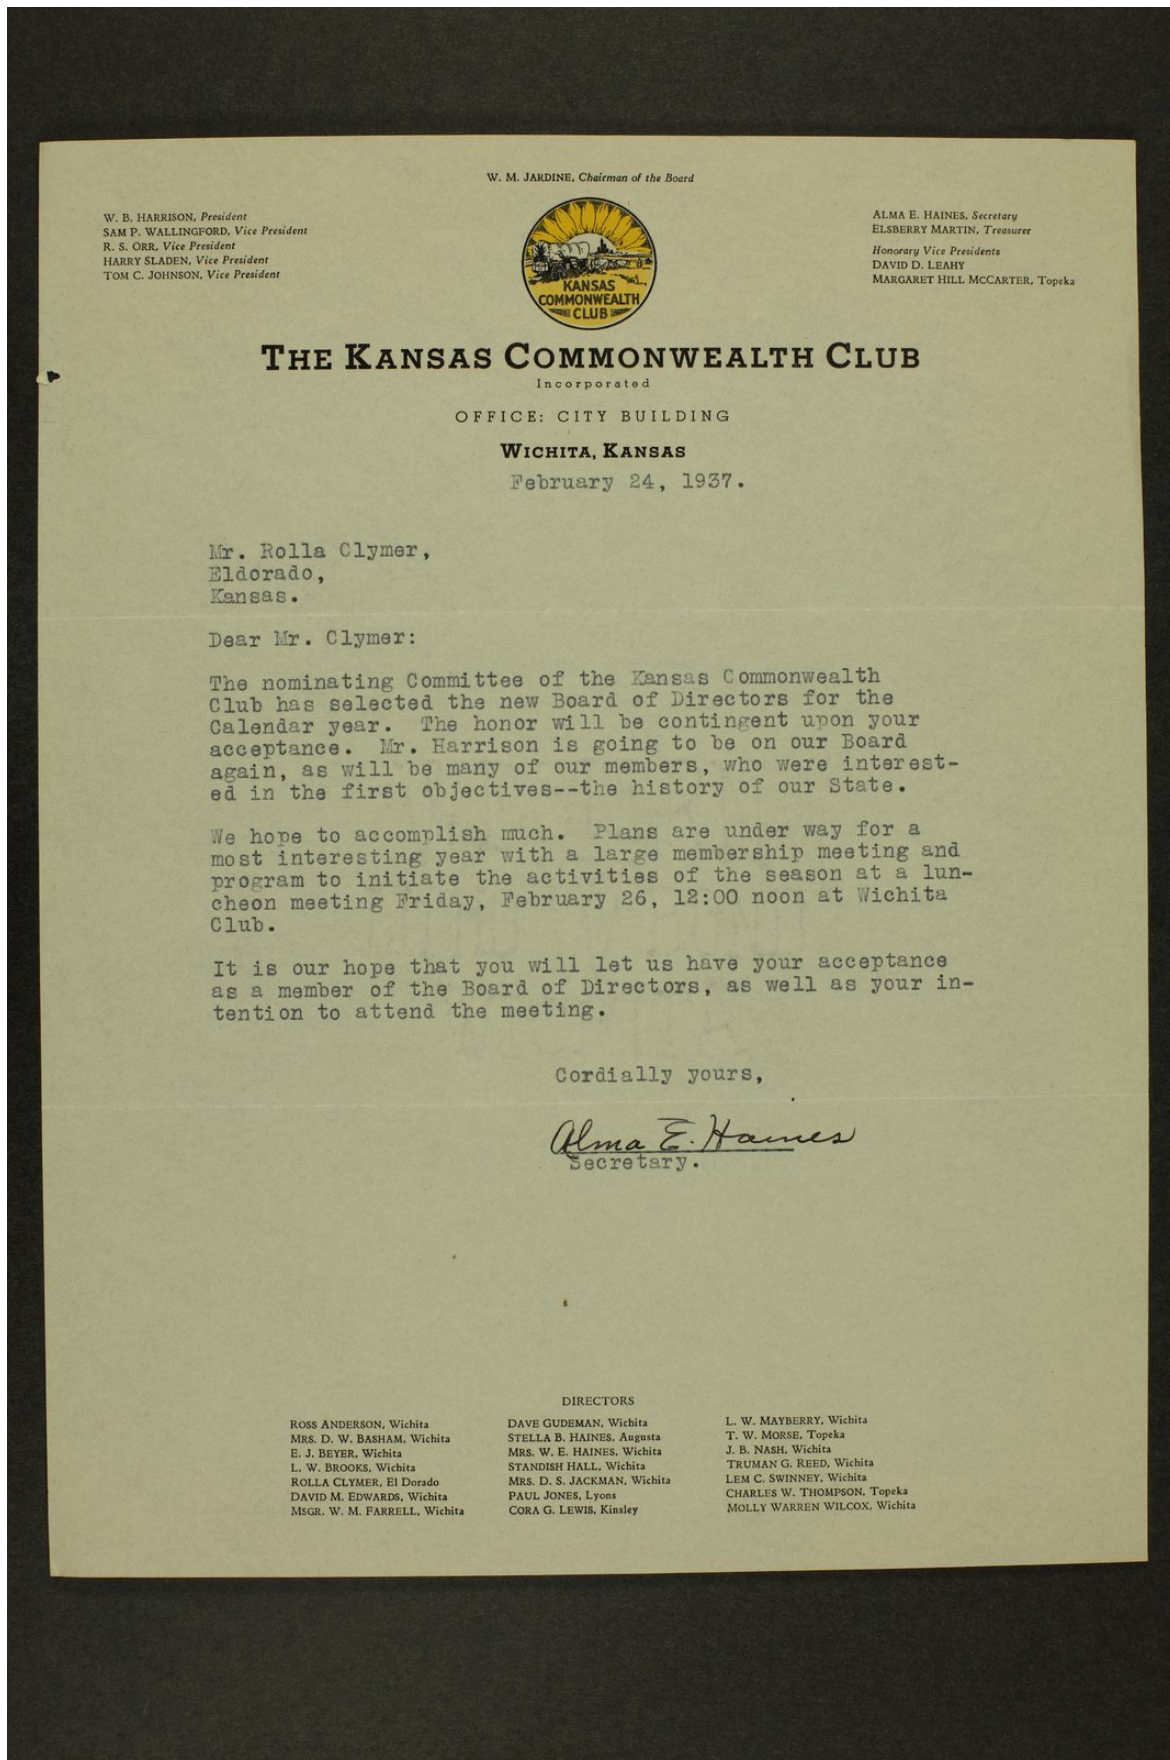 W. M. JARDINE, Chairman of the Board
W. B. HARRISON, President
SAM P. WALLINGFORD, Vice President
R. S. ORR, Vice President
HARRY SLADEN, Vice President
TOM C. JOHNSON, Vice President
KANSAS
COMMONWEALTH
CLUB
ALMA E. HAINES, Secretary
ELSBERRY MARTIN, Treasurer
Honorary Vice Presidents
DAVID D. LEAHY
MARGARET HILL MCCARTER, Topeka
THE KANSAS COMMONWEALTH CLUB
Incorporated
OFFICE: CITY BUILDING
WICHITA, KANSAS
February 24, 1937.
Mr. Rolla Clymer,
Eldorado,
Kansas.
Dear Mr. Clymer:
The nominating Committee of the Kansas Commonwealth
Club has selected the new Board of Directors for the
Calendar year. The honor will be contingent upon your
acceptance. Mr. Harrison is going to be on our Board
again, as will be many of our members, who were interest-
ed in the first objectives--the history of our State.
We hope to accomplish much. Plans are under way for a
most interesting year with a large membership meeting and
program to initiate the activities of the season at a lun-
cheon meeting Friday, February 26, 12:00 noon at Wichita
Club.
It is our hope that you will let us have your acceptance
as a member of the Board of Directors, as well as your in-
tention to attend the meeting.
Cordially yours,
Alma E. Haines
Secretary.
DIRECTORS
ROSS ANDERSON, Wichita
MRS. D. W. BASHAM, Wichita
E. J. BEYER, Wichita
L. W. BROOKS, Wichita
ROLLA CLYMER, El Dorado
DAVID M. EDWARDS, Wichita
MSGR. W. M. FARRELL, Wichita
DAVE GUDEMAN, Wichita
STELLA B. HAINES, Augusta
MRS. W. E. HAINES, Wichita
STANDISH HALL, Wichita
MRS. D. S. JACKMAN, Wichita
PAUL JONES, Lyons
CORA G. LEWIS, Kinsley
L. W. MAYBERRY, Wichita
T. W. MORSE, Topeka
J. B. NASH, Wichita
TRUMAN G. REED, Wichita
LEM C. SWINNEY, Wichita
CHARLES W. THOMPSON, Topeka
MOLLY WARREN WILCOX, Wichita